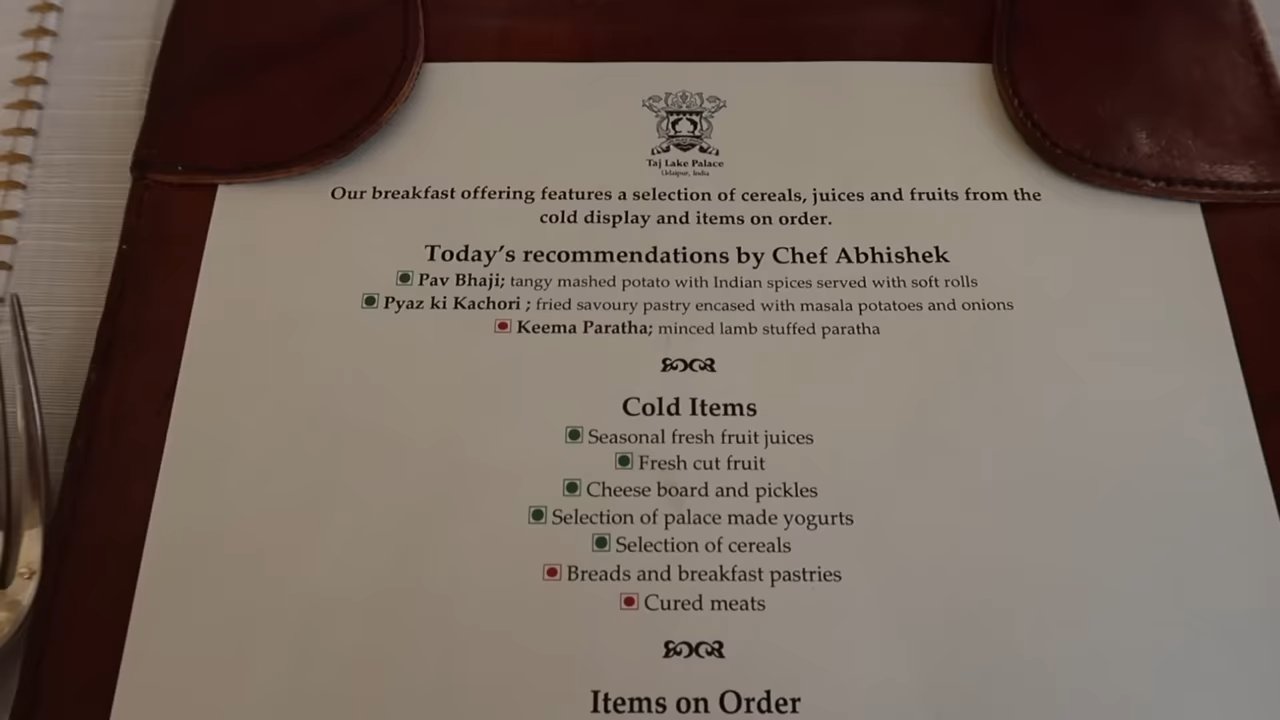 Taj Lake Palace
Udaipur, India
Our breakfast offering features a selection of cereals, juices and fruits from the
cold display and items on order.
Today's recommendations by Chef Abhishek
Pav Bhaji; tangy mashed potato with Indian spices served with soft rolls
Pyaz ki Kachori ; fried savoury pastry encased with masala potatoes and onions
Keema Paratha; minced lamb stuffed paratha
Cold Items
Seasonal fresh fruit juices
Fresh cut fruit
Cheese board and pickles
Selection of palace made yogurts
Selection of cereals
Breads and breakfast pastries
Cured meats
Items on Order